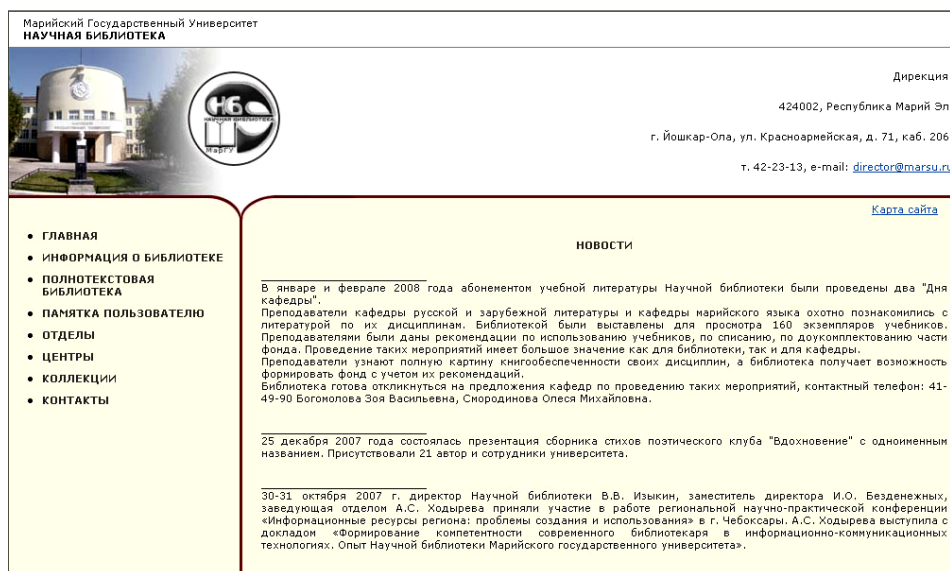 Марийский Государственный Университет
НАУЧНАЯ БИБЛИОТЕКА
НБ
НАУЧНАЯ БИБЛИОТЕКА
МарГУ
Дирекция
424002, Республика Марий Эл
г. Йошкар-Ола, ул. Красноармейская, д. 71, каб. 206
т. 42-23-13, e-mail: director@marsu.ru
Карта сайта
ГЛАВНАЯ
ИНФОРМАЦИЯ О БИБЛИОТЕКЕ
ПОЛНОТЕКСТОВАЯ
БИБЛИОТЕКА
ПАМЯТКА ПОЛЬЗОВАТЕЛЮ
ОТДЕЛЫ
ЦЕНТРЫ
КОЛЛЕКЦИИ
КОНТАКТЫ
НОВОСТИ
В январе и феврале 2008 года абонементом учебной литературы Научной библиотеки были проведены два "Дня
кафедры".
Преподаватели кафедры русской и зарубежной литературы и кафедры марийского языка охотно познакомились с
литературой по их дисциплинам. Библиотекой были выставлены для просмотра 160 экземпляров учебников.
Преподавателями были даны рекомендации по использованию учебников, по списанию, по доукомплектованию части
фонда. Проведение таких мероприятий имеет большое значение как для библиотеки, так и для кафедры.
Преподаватели узнают полную картину книгообеспеченности своих дисциплин, а библиотека получает возможность
формировать фонд с учетом их рекомендаций.
Библиотека готова откликнуться на предложения кафедр по проведению таких мероприятий, контактный телефон: 41-
49-90 Богомолова Зоя Васильевна, Смородинова Олеся Михайловна.
25 декабря 2007 года состоялась презентация сборника стихов поэтического клуба "Вдохновение" с одноименным
названием. Присутствовали 21 автор и сотрудники университета.
30-31 октября 2007 г. директор Научной библиотеки В.В. Изыкин, заместитель директора И.О. Безденежных,
заведующая отделом А.С. Ходырева приняли участие в работе региональной научно-практической конференции
«Информационные ресурсы региона: проблемы создания и использования» в г. Чебоксары. А.С. Ходырева выступила с
докладом «Формирование компетентности современного библиотекаря в информационно-коммуникационных
технологиях. Опыт Научной библиотеки Марийского государственного университета».